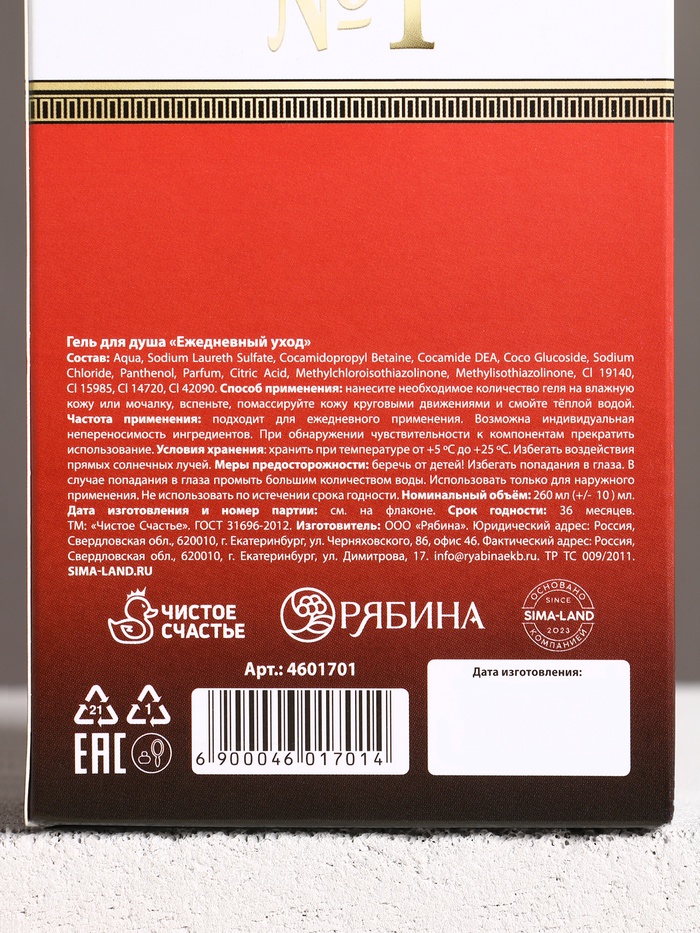 №1
Гель для душа «Ежедневный уход»
Состав: Aqua, Sodium Laureth Sulfate, Cocamidopropyl Betaine, Cocamide DEA, Coco Glucoside, Sodium
Chloride, Panthenol, Parfum, Citric Acid, Methylchloroisothiazolinone, Methylisothiazolinone, Cl 19140,
Cl 15985, Cl 14720, Cl 42090. Способ применения: нанесите необходимое количество геля на влажную
кожу или мочалку, вспеньте, помассируйте кожу круговыми движениями и смойте тёплой водой.
Частота применения: подходит для ежедневного применения. Возможна индивидуальная
непереносимость ингредиентов. При обнаружении чувствительности к компонентам прекратить
использование. Условия хранения: хранить при температуре от +5 ºС до +25 ºС. Избегать воздействия
прямых солнечных лучей. Меры предосторожности: беречь от детей! Избегать попадания в глаза. В
случае попадания в глаза промыть большим количеством воды. Использовать только для наружного
применения. Не использовать по истечении срока годности. Номинальный объём: 260 мл (+/- 10 ) мл.
Дата изготовления и номер партии: см. на флаконе. Срок годности: 36 месяцев.
ТМ: «Чистое Счастье». ГОСТ 31696-2012. Изготовитель: ООО «Рябина». Юридический адрес: Россия,
Свердловская обл., 620010, г. Екатеринбург, ул. Черняховского, 86, офис 46. Фактический адрес: Россия,
Свердловская обл., 620010, г. Екатеринбург, ул. Димитрова, 17. info@ryabinaekb.ru. ТР ТС 009/2011.
SIMA-LAND.RU
ЧИСТОЕ
СЧАСТЬЕ
РЯБИНА
ОСНОВАНО
SINCE
SIMA-LAND
2023
КОМПАНИЕЙ
Арт.: 4601701
Дата изготовления:
21
1
EAC
6 900046 017014